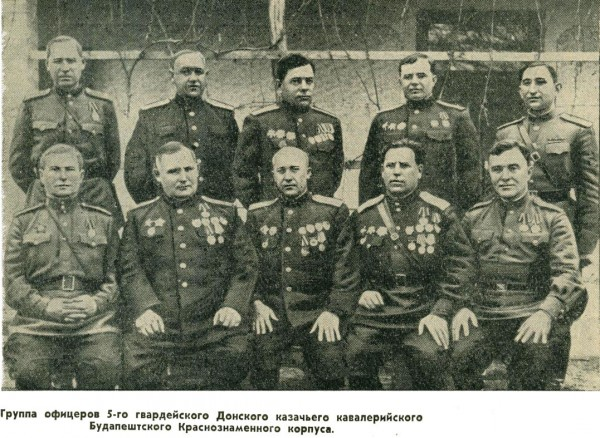 Группа офицеров 5-го гвардейского Донского казачьего кавалерийского
Будапештского Краснознаменного корпуса.